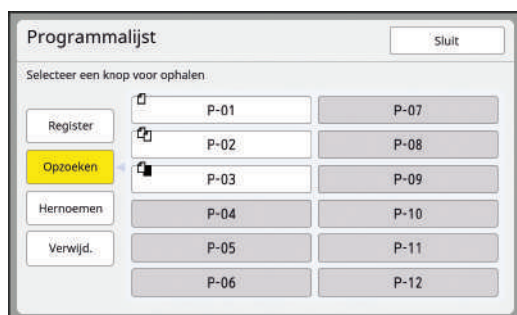 Programmalijst
Sluit
Selecteer een knop voor ophalen
Register
Opzoeken
Hernoemen
Verwijd.
P-01
P-02
P-03
P-04
P-05
P-06
P-07
P-08
P-09
P-10
P-11
P-12